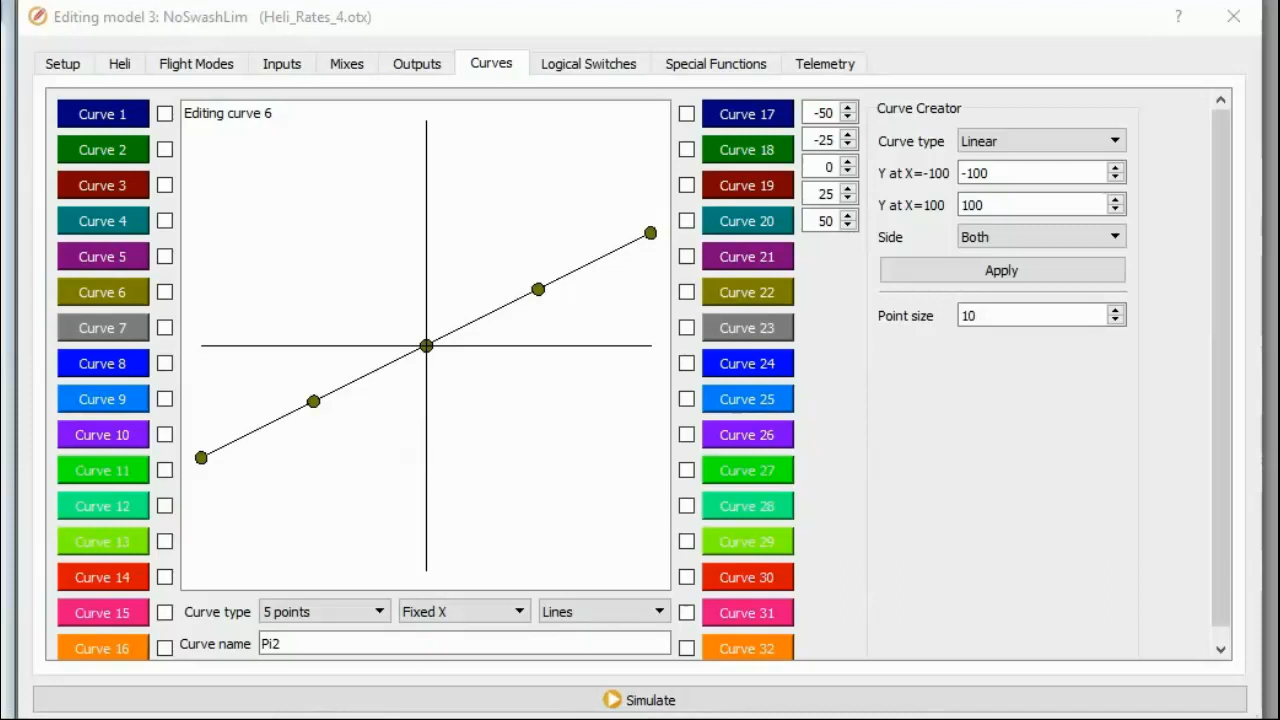 Editing model 3: NoSwashLim (Heli_Rates_4.otx)
?
Setup Heli Flight Modes Inputs Mixes Outputs Curves Logical Switches Special Functions Telemetry
Curve 1
Curve 2
Curve 3
Curve 4
Curve 5
Curve 6
Curve 7
Curve 8
Curve 9
Curve 10
Curve 11
Curve 12
Curve 13
Curve 14
Curve 15
Curve 16
Editing curve 6
Curve type 5 points Fixed X Lines
Curve name Pi2
Curve 17
Curve 18
Curve 19
Curve 20
Curve 21
Curve 22
Curve 23
Curve 24
Curve 25
Curve 26
Curve 27
Curve 28
Curve 29
Curve 30
Curve 31
Curve 32
-50
-25
0
25
50
Curve Creator
Curve type Linear
Y at X=-100 -100
Y at X=100 100
Side Both
Apply
Point size 10
Simulate